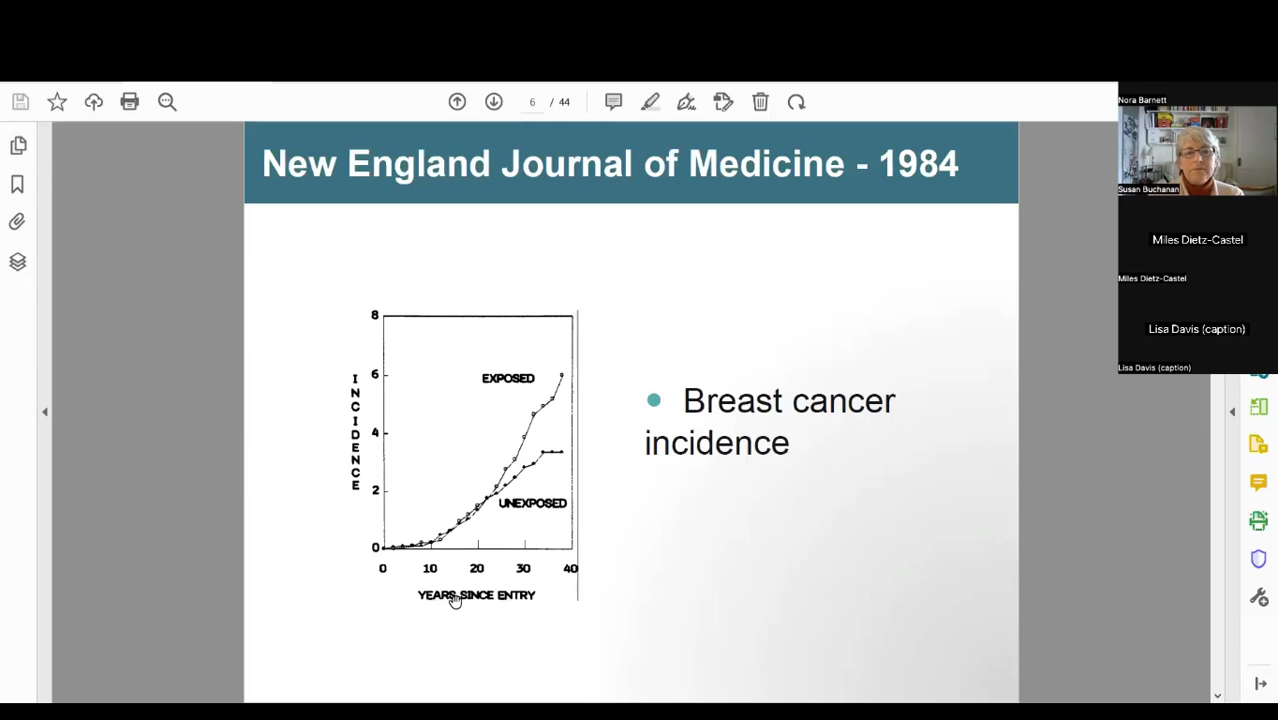 6 / 44
Nora Barnett
New England Journal of Medicine - 1984
Susan Buchanan
Miles Dietz-Castel
Miles Dietz-Castel
Lisa Davis (caption)
Lisa Davis (caption)
8
6
4
2
0
INCIDENCE
EXPOSED
UNEXPOSED
0 10 20 30 40
YEARS SINCE ENTRY
Breast cancer
incidence